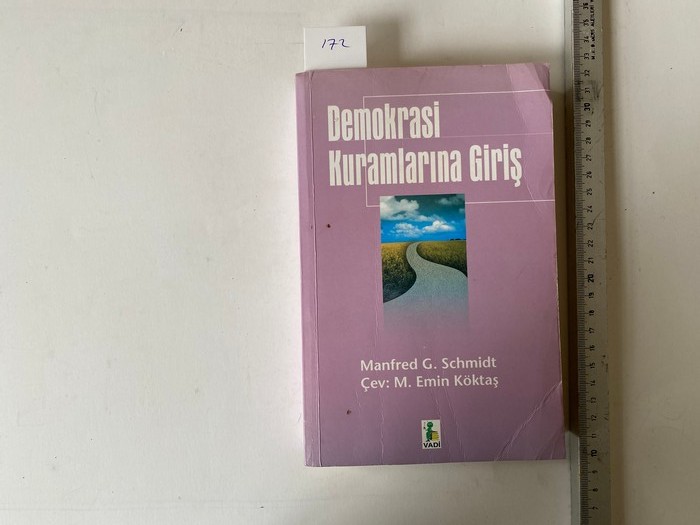 172
Demokrasi
Kuramlarına Giriş
Manfred G. Schmidt
Çev: M. Emin Köktaş
VADİ